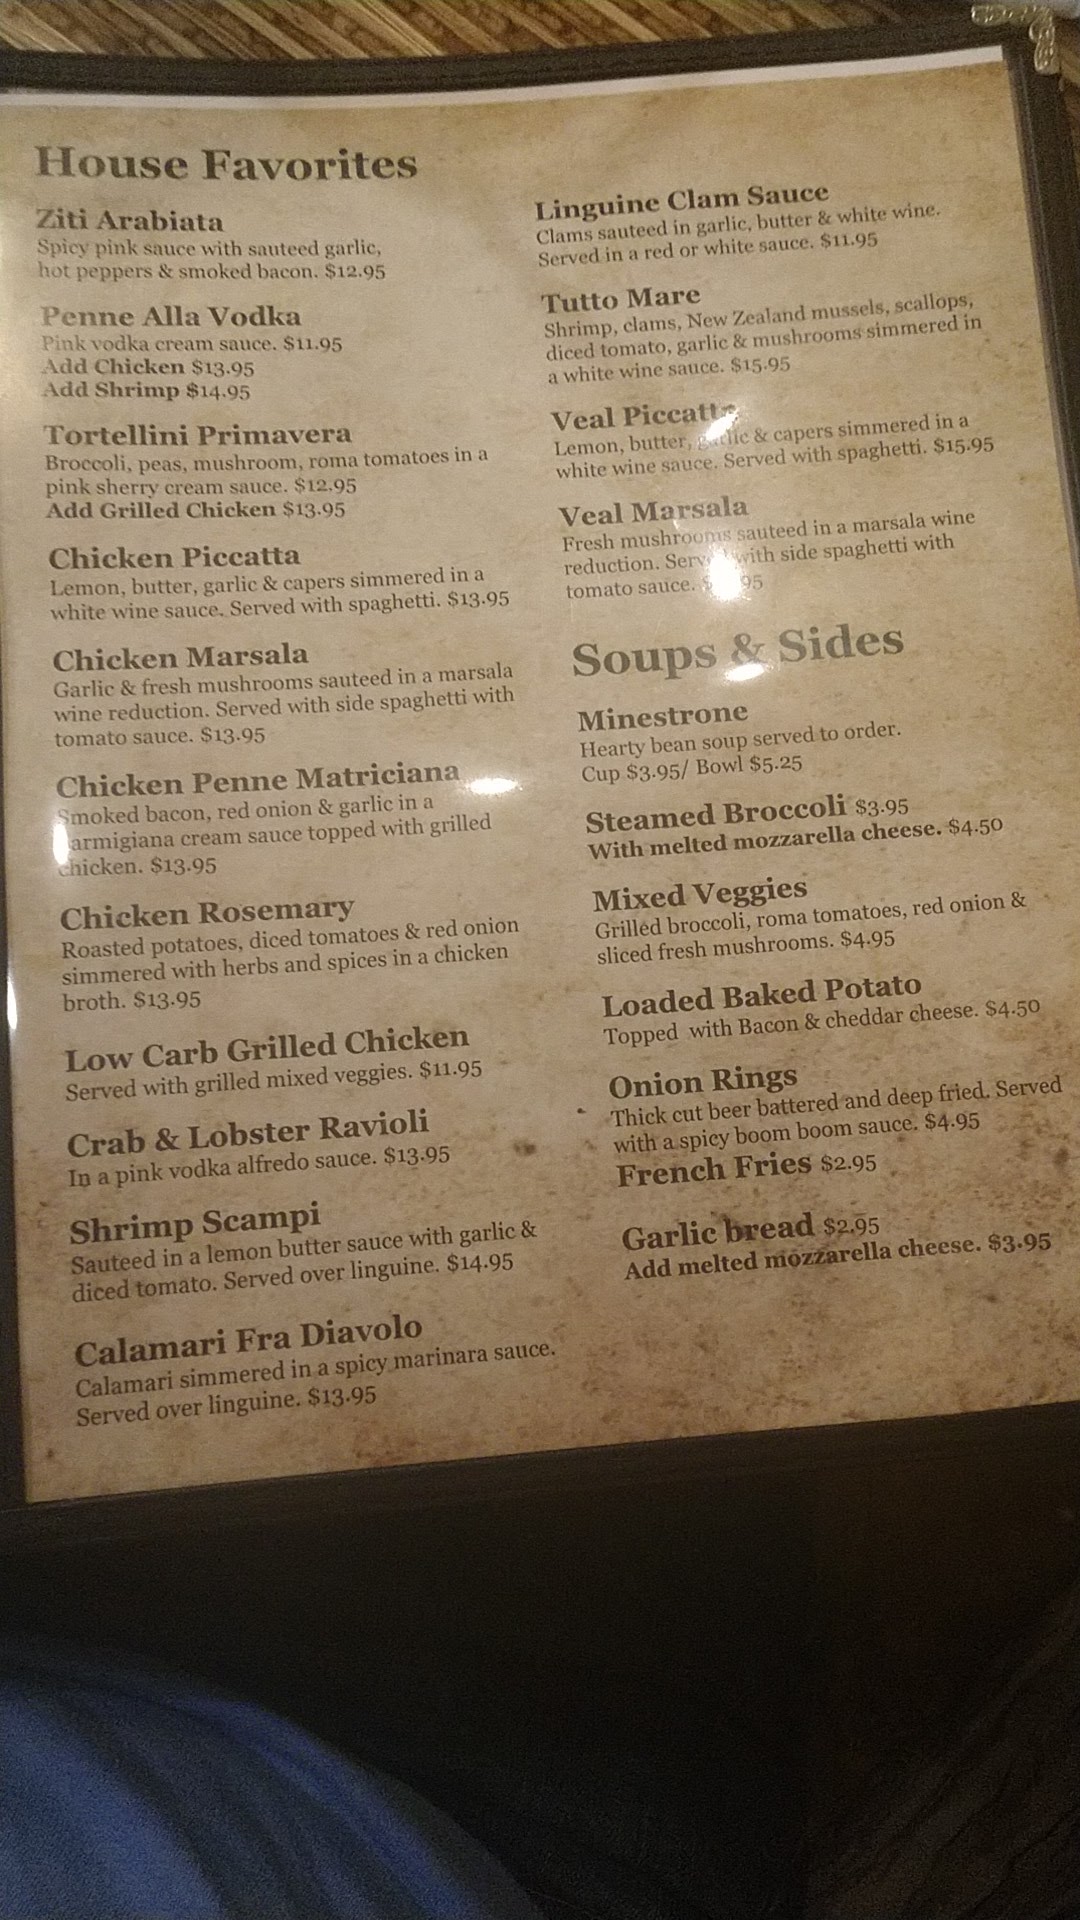 House Favorites
Ziti Arabiata
Spicy pink sauce with sauteed garlic,
hot peppers & smoked bacon. $12.95
Penne Alla Vodka
Pink vodka cream sauce. $11.95
Add Chicken $13.95
Add Shrimp $14.95
Tortellini Primavera
Broccoli, peas, mushroom, roma tomatoes in a
pink sherry cream sauce. $12.95
Add Grilled Chicken $13.95
Chicken Piccatta
Lemon, butter, garlic & capers simmered in a
white wine sauce. Served with spaghetti. $13.95
Chicken Marsala
Garlic & fresh mushrooms sauteed in a marsala
wine reduction. Served with side spaghetti with
tomato sauce. $13.95
Chicken Penne Matriciana
Smoked bacon, red onion & garlic in a
parmigiana cream sauce topped with grilled
chicken. $13.95
Chicken Rosemary
Roasted potatoes, diced tomatoes & red onion
simmered with herbs and spices in a chicken
broth. $13.95
Low Carb Grilled Chicken
Served with grilled mixed veggies. $11.95
Crab & Lobster Ravioli
In a pink vodka alfredo sauce. $13.95
Shrimp Scampi
Sauteed in a lemon butter sauce with garlic &
diced tomato. Served over linguine. $14.95
Calamari Fra Diavolo
Calamari simmered in a spicy marinara sauce.
Served over linguine. $13.95
Linguine Clam Sauce
Clams sauteed in garlic, butter & white wine.
Served in a red or white sauce. $11.95
Tutto Mare
Shrimp, clams, New Zealand mussels, scallops,
diced tomato, garlic & mushrooms simmered in
a white wine sauce. $15.95
Veal Piccatta
Lemon, butter, garlic & capers simmered in a
white wine sauce. Served with spaghetti. $15.95
Veal Marsala
Fresh mushrooms sauteed in a marsala wine
reduction. Served with side spaghetti with
tomato sauce.
Soups & Sides
Minestrone
Hearty bean soup served to order.
Cup $3.95/ Bowl $5.25
Steamed Broccoli $3.95
With melted mozzarella cheese. $4.50
Mixed Veggies
Grilled broccoli, roma tomatoes, red onion &
sliced fresh mushrooms. $4.95
Loaded Baked Potato
Topped with Bacon & cheddar cheese. $4.50
Onion Rings
Thick cut beer battered and deep fried. Served
with a spicy boom boom sauce. $4.95
French Fries $2.95
Garlic bread $2.95
Add melted mozzarella cheese. $3.95